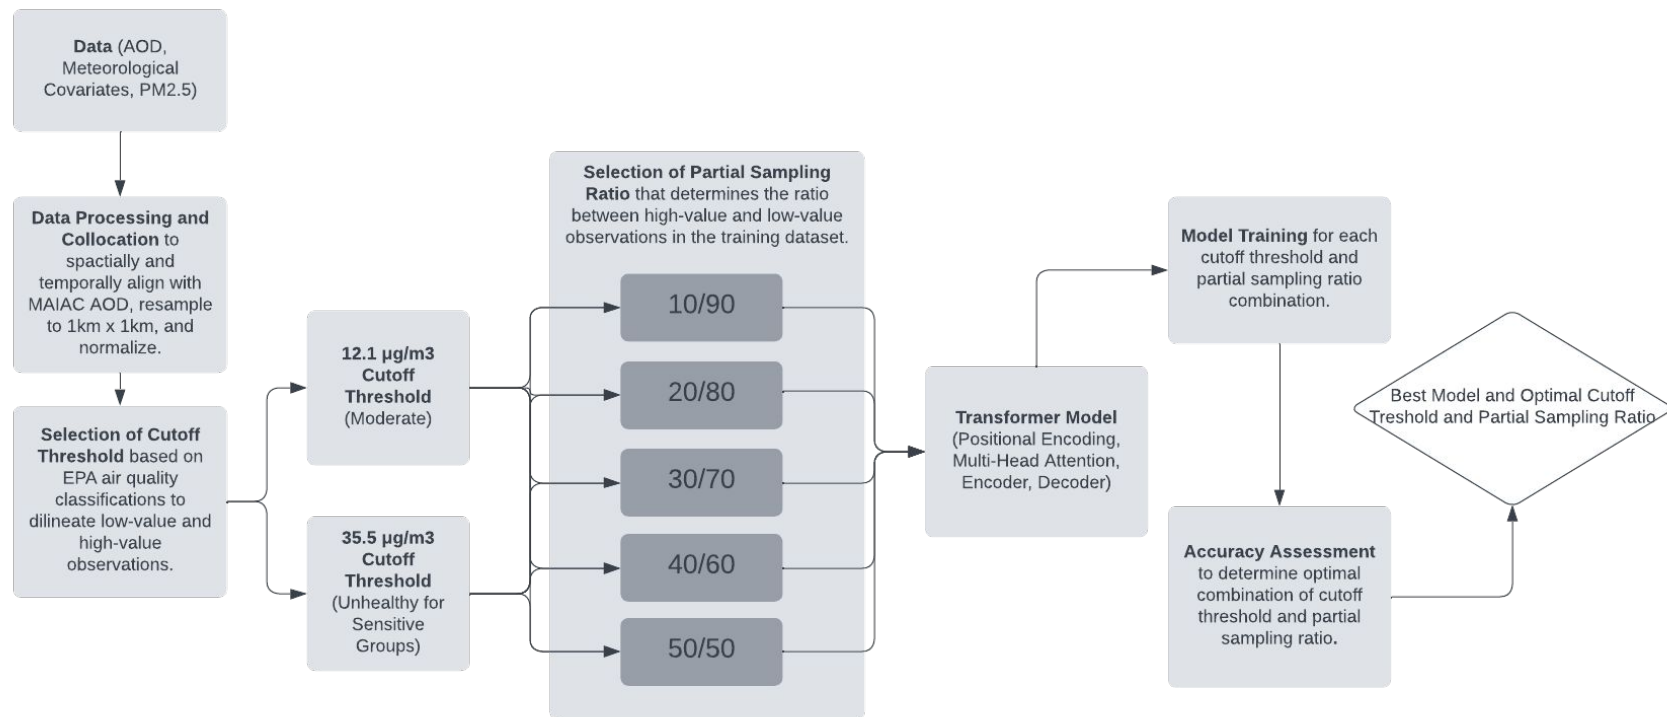 Data (AOD,
Meteorological
Covariates, PM2.5)
Data Processing and
Collocation to
spactially and
temporally align with
MAIAC AOD, resample
to 1km x 1km, and
normalize.
Selection of Cutoff
Threshold based on
EPA air quality
classifications to
dilineate low-value and
high-value
observations.
12.1 μg/m3
Cutoff
Threshold
(Moderate)
35.5 μg/m3
Cutoff
Threshold
(Unhealthy for
Sensitive
Groups)
Selection of Partial Sampling
Ratio that determines the ratio
between high-value and low-value
observations in the training dataset.
10/90
20/80
30/70
40/60
50/50
Transformer Model
(Positional Encoding,
Multi-Head Attention,
Encoder, Decoder)
Model Training for each
cutoff threshold and
partial sampling ratio
combination.
Accuracy Assessment
to determine optimal
combination of cutoff
threshold and partial
sampling ratio.
Best Model and Optimal Cutoff
Treshold and Partial Sampling Ratio